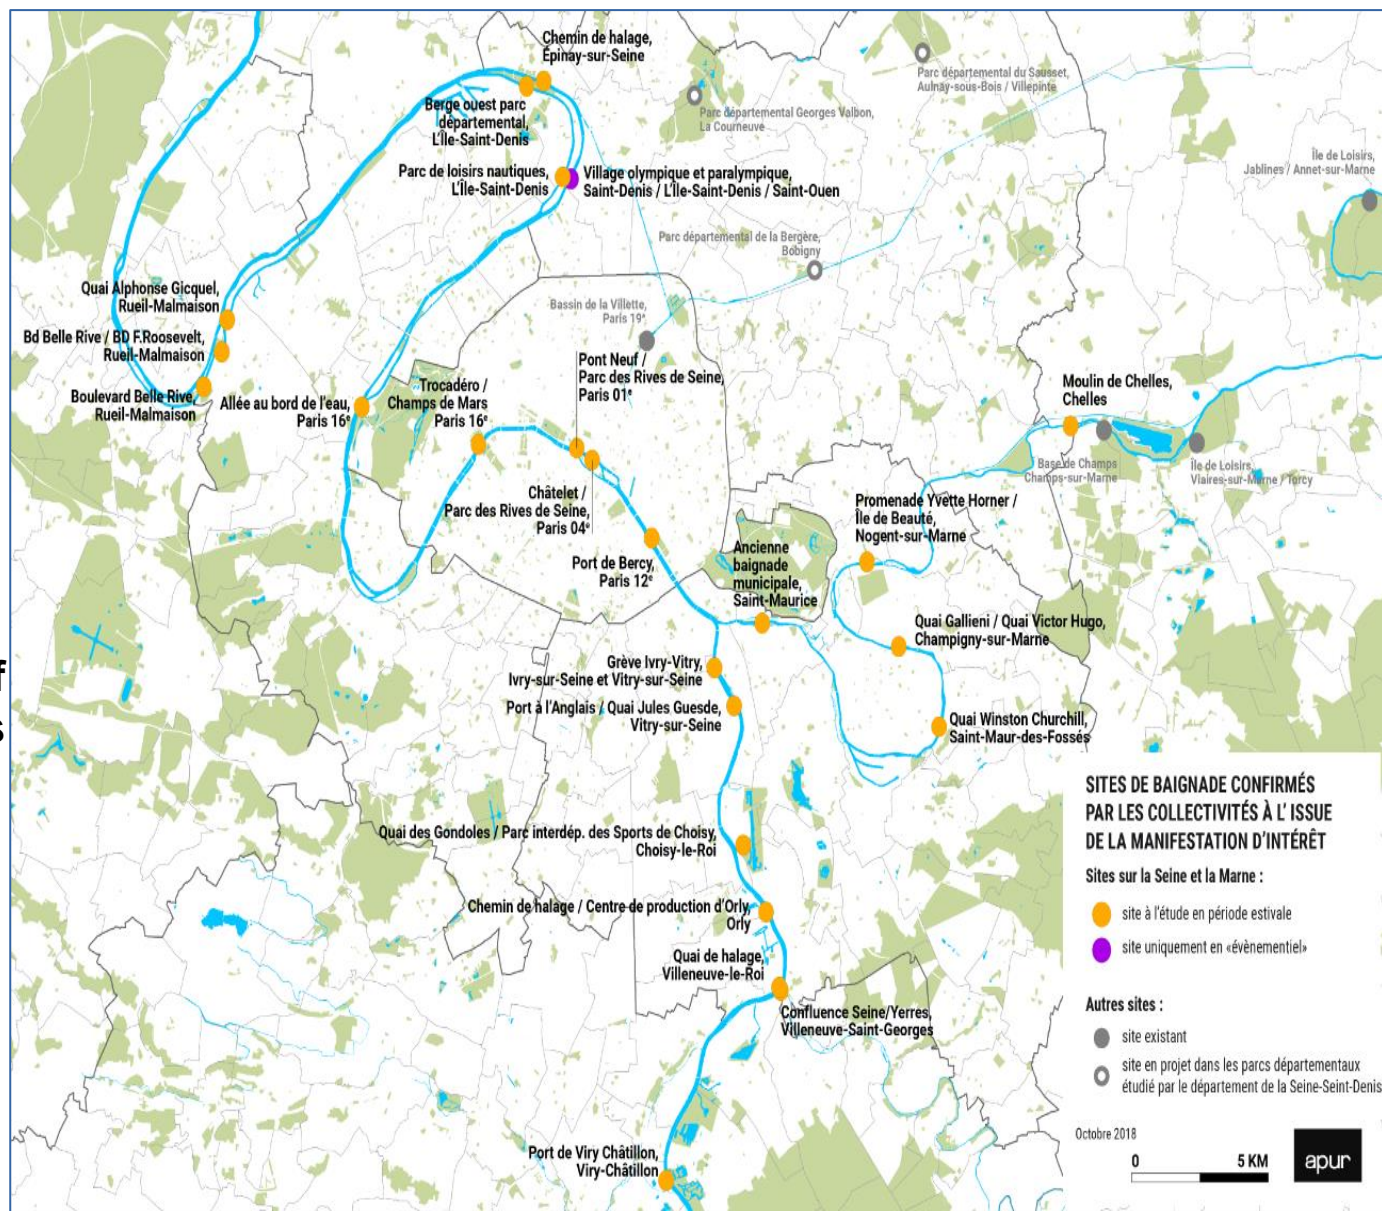 Chemin de halage,
Épinay-sur-Seine
Parc départemental du Sausset,
Aulnay-sous-Bois / Villepinte
Berge ouest parc
départemental,
L'Île-Saint-Denis
Parc départemental Georges Valbon,
La Courneuve
Île de Loisirs,
Jablines / Annet-sur-Marne
Parc de loisirs nautiques,
L'Île-Saint-Denis
Village olympique et paralympique,
Saint-Denis / L'Île-Saint-Denis / Saint-Ouen
Parc départemental de la Bergère,
Bobigny
Quai Alphonse Gicquel,
Rueil-Malmaison
Bassin de la Villette,
Paris 19e
Bd Belle Rive / BD F.Roosevelt,
Rueil-Malmaison
Pont Neuf /
Parc des Rives de Seine,
Paris 01e
Boulevard Belle Rive,
Rueil-Malmaison
Allée au bord de l'eau,
Paris 16e
Trocadéro /
Champs de Mars
Paris 16e
Moulin de Chelles,
Chelles
Base de Champs
Champs-sur-Marne
Île de Loisirs,
Viaires-sur-Marne / Torcy
Châtelet /
Parc des Rives de Seine,
Paris 04e
Promenade Yvette Horner /
Île de Beauté,
Nogent-sur-Marne
Port de Bercy,
Paris 12e
Ancienne
baignade
municipale,
Saint-Maurice
Quai Gallieni / Quai Victor Hugo,
Champigny-sur-Marne
Grève Ivry-Vitry,
Ivry-sur-Seine et Vitry-sur-Seine
f
s
Port à l'Anglais / Quai Jules Guesde,
Vitry-sur-Seine
Quai Winston Churchill,
Saint-Maur-des-Fossés
Quai des Gondoles / Parc interdép. des Sports de Choisy,
Choisy-le-Roi
Chemin de halage / Centre de production d'Orly,
Orly
Quai de halage,
Villeneuve-le-Roi
Confluence Seine/Yerres,
Villeneuve-Saint-Georges
Port de Viry Châtillon,
Viry-Châtillon
SITES DE BAIGNADE CONFIRMÉS
PAR LES COLLECTIVITÉS À L' ISSUE
DE LA MANIFESTATION D'INTÉRÊT
Sites sur la Seine et la Marne :
site à l'étude en période estivale
site uniquement en «évènementiel»
Autres sites :
site existant
site en projet dans les parcs départementaux
étudié par le département de la Seine-Seint-Denis
Octobre 2018
0 5 KM
apur